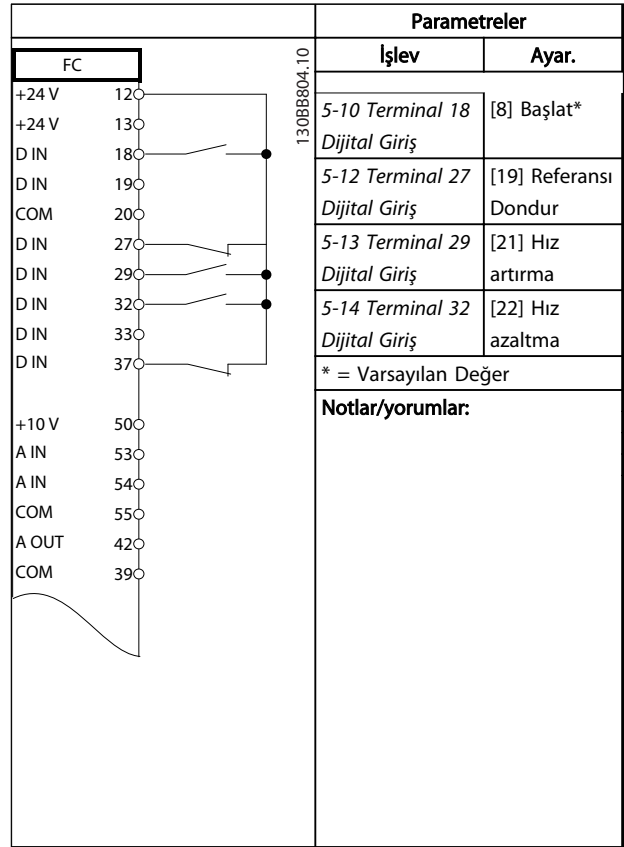 Parametreler
FC
130BB804.10
İşlev Ayar.
+24 V 12
+24 V 13
D IN 18
D IN 19
COM 20
D IN 27
D IN 29
D IN 32
D IN 33
D IN 37
+10 V 50
A IN 53
A IN 54
COM 55
A OUT 42
COM 39
5-10 Terminal 18 [8] Başlat*
Dijital Giriş
5-12 Terminal 27 [19] Referansı
Dijital Giriş Dondur
5-13 Terminal 29 [21] Hız
Dijital Giriş artırma
5-14 Terminal 32 [22] Hız
Dijital Giriş azaltma
* = Varsayılan Değer
Notlar/yorumlar: